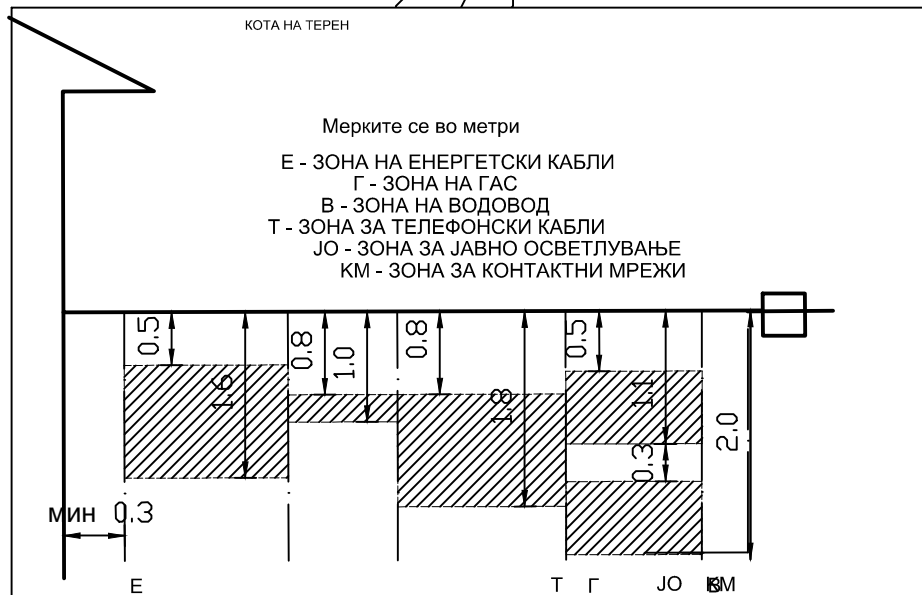 КОТА НА ТЕРЕН
Мерките се во метри
Е - ЗОНА НА ЕНЕРГЕТСКИ КАБЛИ
Г - ЗОНА НА ГАС
В - ЗОНА НА ВОДОВОД
Т - ЗОНА ЗА ТЕЛЕФОНСКИ КАБЛИ
ЈО - ЗОНА ЗА ЈАВНО ОСВЕТЛУВАЊЕ
КМ - ЗОНА ЗА КОНТАКТНИ МРЕЖИ
0.5 1.6 0.8 1.0 0.8 1.8 0.5 1.1 0.3 2.0
мин 0.3
Е Т Г ЈО